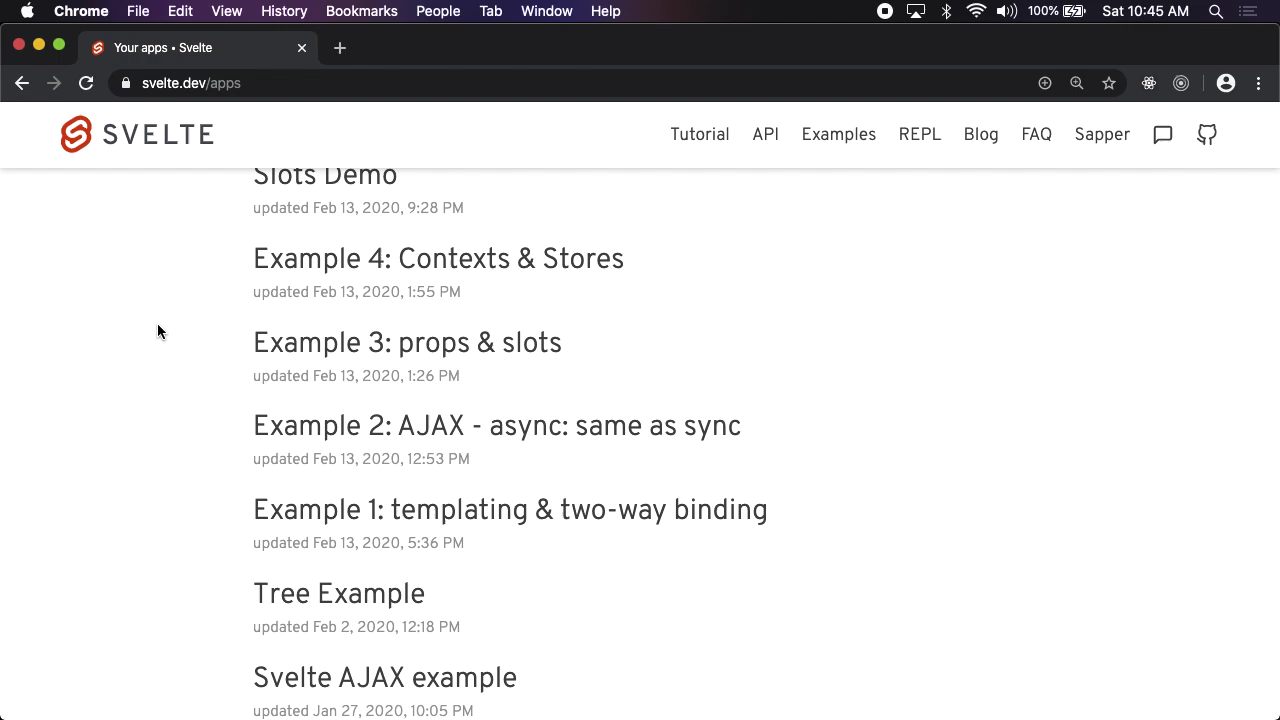 Chrome File Edit View History Bookmarks People Tab Window Help 100% Sat 10:45 AM
Your apps • Svelte
svelte.dev/apps
SVELTE Tutorial API Examples REPL Blog FAQ Sapper
Slots Demo
updated Feb 13, 2020, 9:28 PM
Example 4: Contexts & Stores
updated Feb 13, 2020, 1:55 PM
Example 3: props & slots
updated Feb 13, 2020, 1:26 PM
Example 2: AJAX - async: same as sync
updated Feb 13, 2020, 12:53 PM
Example 1: templating & two-way binding
updated Feb 13, 2020, 5:36 PM
Tree Example
updated Feb 2, 2020, 12:18 PM
Svelte AJAX example
updated Jan 27, 2020, 10:05 PM